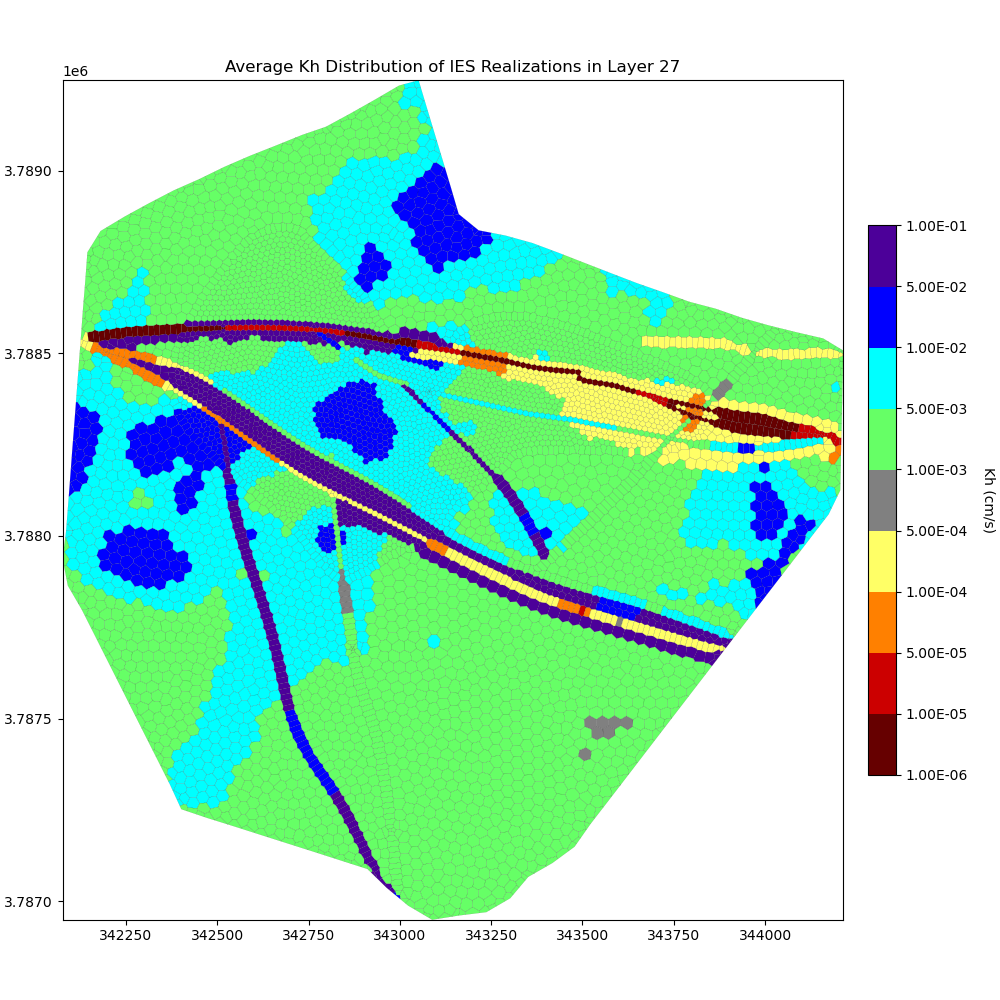 Average Kh Distribution of IES Realizations in Layer 27
1e6
3.7890
3.7885
3.7880
3.7875
3.7870
342250 342500 342750 343000 343250 343500 343750 344000
1.00E-01
5.00E-02
1.00E-02
5.00E-03
1.00E-03
5.00E-04
1.00E-04
5.00E-05
1.00E-05
1.00E-06
Kh (cm/s)